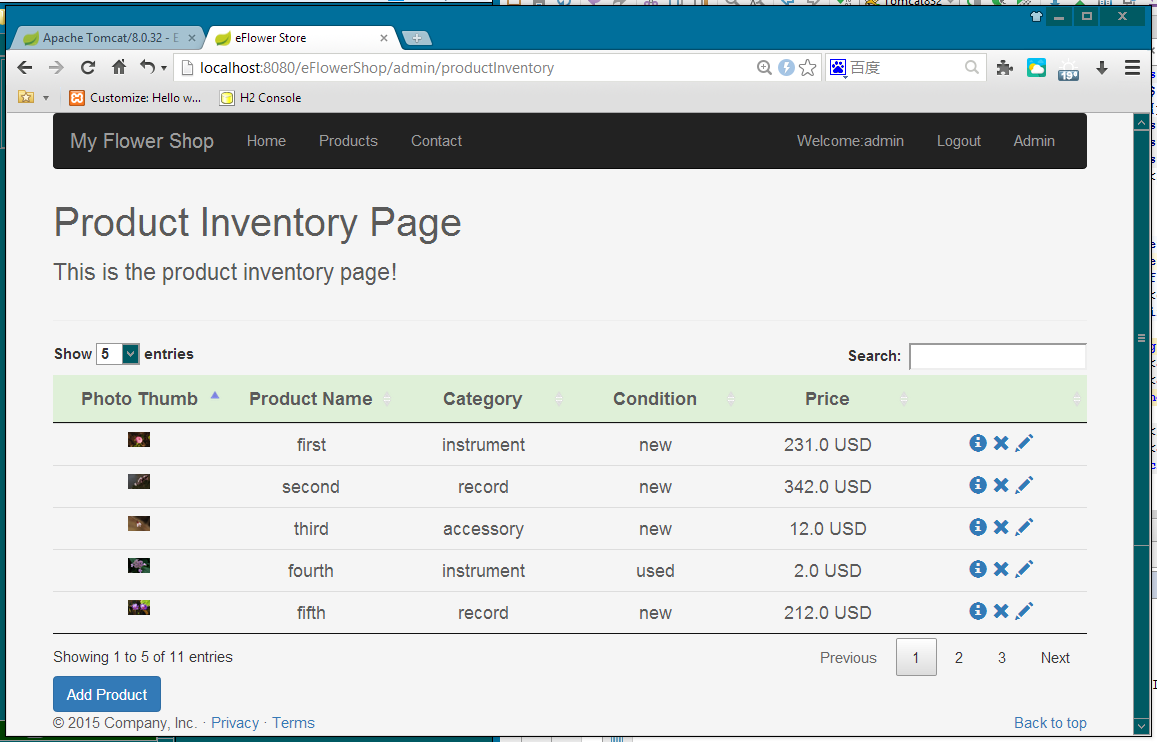 Tomcat8S2
Apache Tomcat/8.0.32 - E
eFlower Store
localhost:8080/eFlowerShop/admin/productInventory
百度
19°
Customize: Hello w...
H2 Console
My Flower Shop Home Products Contact Welcome:admin Logout Admin
Product Inventory Page
This is the product inventory page!
Show 5 entries Search:
Photo Thumb Product Name Category Condition Price
first instrument new 231.0 USD
second record new 342.0 USD
third accessory new 12.0 USD
fourth instrument used 2.0 USD
fifth record new 212.0 USD
Showing 1 to 5 of 11 entries Previous 1 2 3 Next
Add Product
© 2015 Company, Inc. · Privacy · Terms Back to top